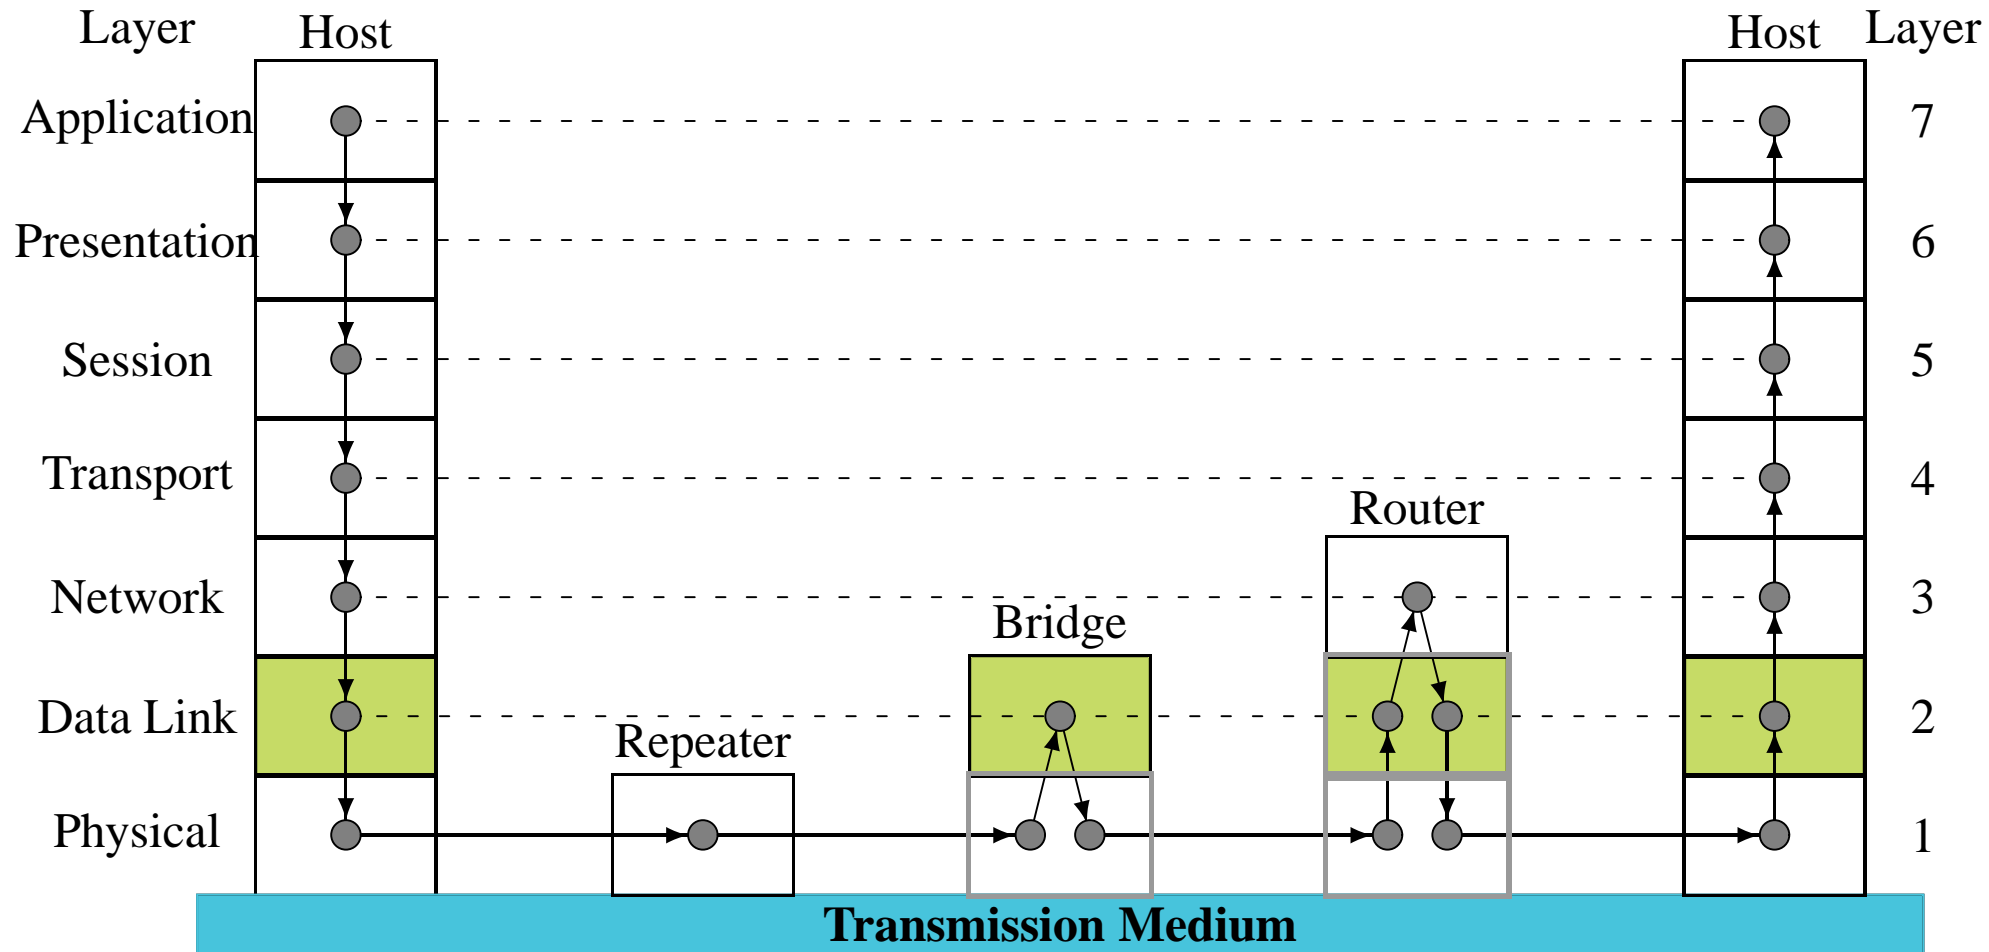 Layer Host Host Layer
Application 7
Presentation 6
Session 5
Transport 4
Router
Network 3
Bridge
Data Link 2
Repeater
Physical 1
Transmission Medium